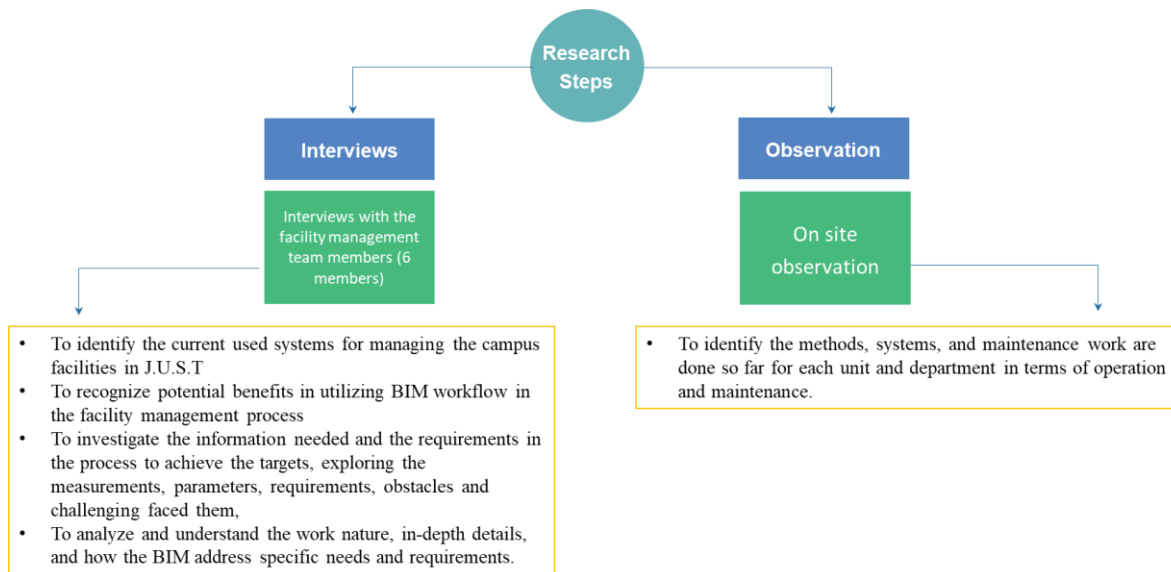 Research
Steps
Interviews
Observation
Interviews with the
facility management
team members (6
members)
On site
observation
• To identify the current used systems for managing the campus
facilities in J.U.S.T
• To recognize potential benefits in utilizing BIM workflow in
the facility management process
• To investigate the information needed and the requirements in
the process to achieve the targets, exploring the
measurements, parameters, requirements, obstacles and
challenging faced them,
• To analyze and understand the work nature, in-depth details,
and how the BIM address specific needs and requirements.
• To identify the methods, systems, and maintenance work are
done so far for each unit and department in terms of operation
and maintenance.